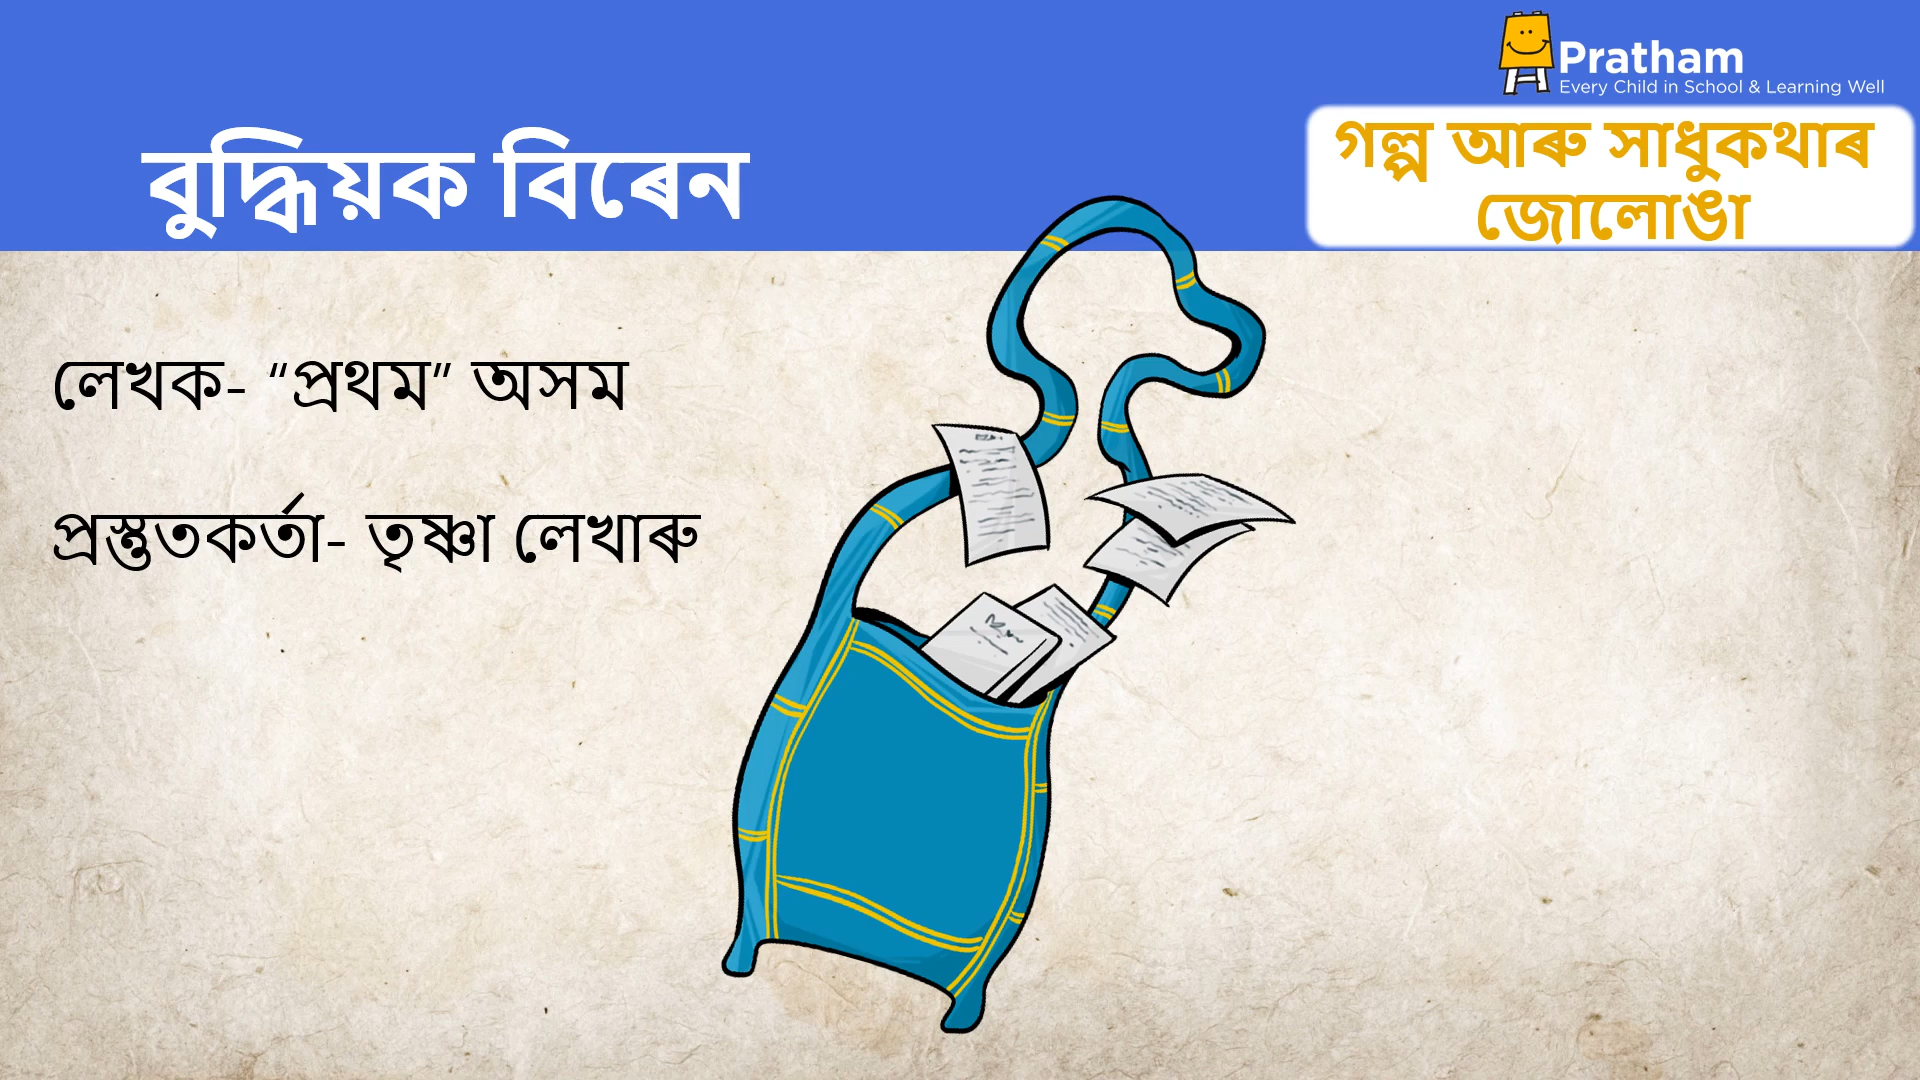 Pratham
Every Child in School & Learning Well
বুদ্ধিয়ক বিৰেন
গল্প আৰু সাধুকথাৰ
জোলোঙা
লেখক- “প্ৰথম” অসম
প্ৰস্তুতকৰ্তা- তৃষ্ণা লেখাৰু